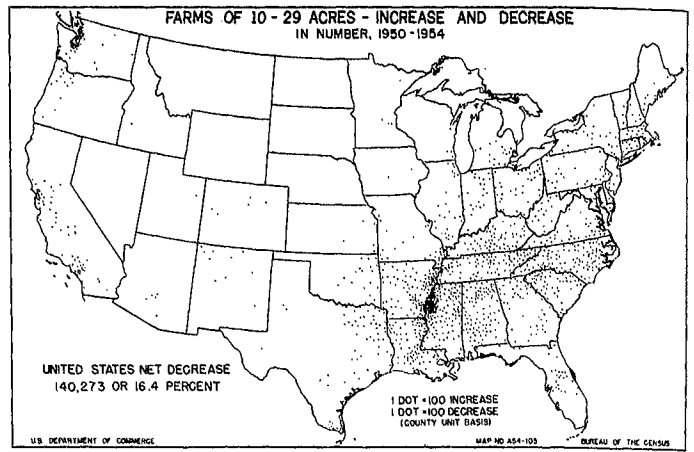 FARMS OF 10 - 29 ACRES - INCREASE AND DECREASE
IN NUMBER, 1950 - 1954
UNITED STATES NET DECREASE
140,273 OR 16.4 PERCENT
1 DOT = 100 INCREASE
1 DOT = 100 DECREASE
(COUNTY UNIT BASIS)
U.S. DEPARTMENT OF COMMERCE
MAP NO A54-103
BUREAU OF THE CENSUS